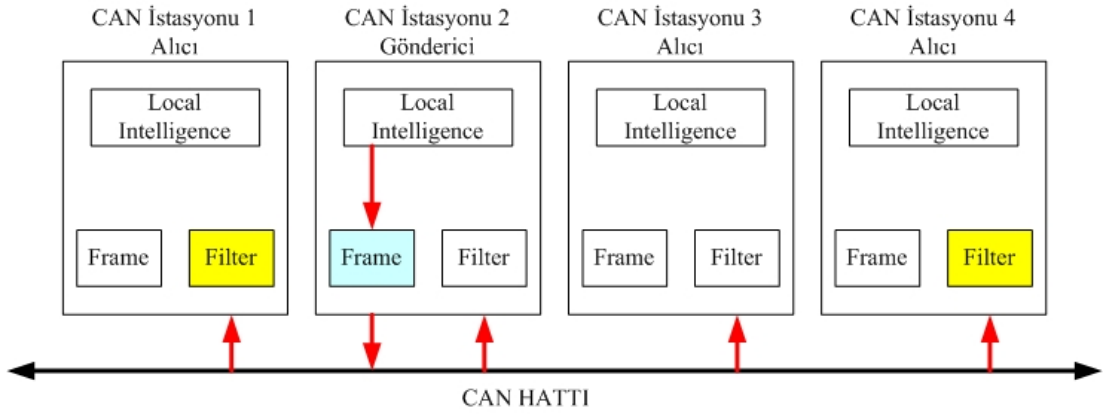 CAN İstasyonu 1
Alıcı
CAN İstasyonu 2
Gönderici
CAN İstasyonu 3
Alıcı
CAN İstasyonu 4
Alıcı
Local
Intelligence
Local
Intelligence
Local
Intelligence
Local
Intelligence
Frame
Filter
Frame
Filter
Frame
Filter
Frame
Filter
CAN HATTI